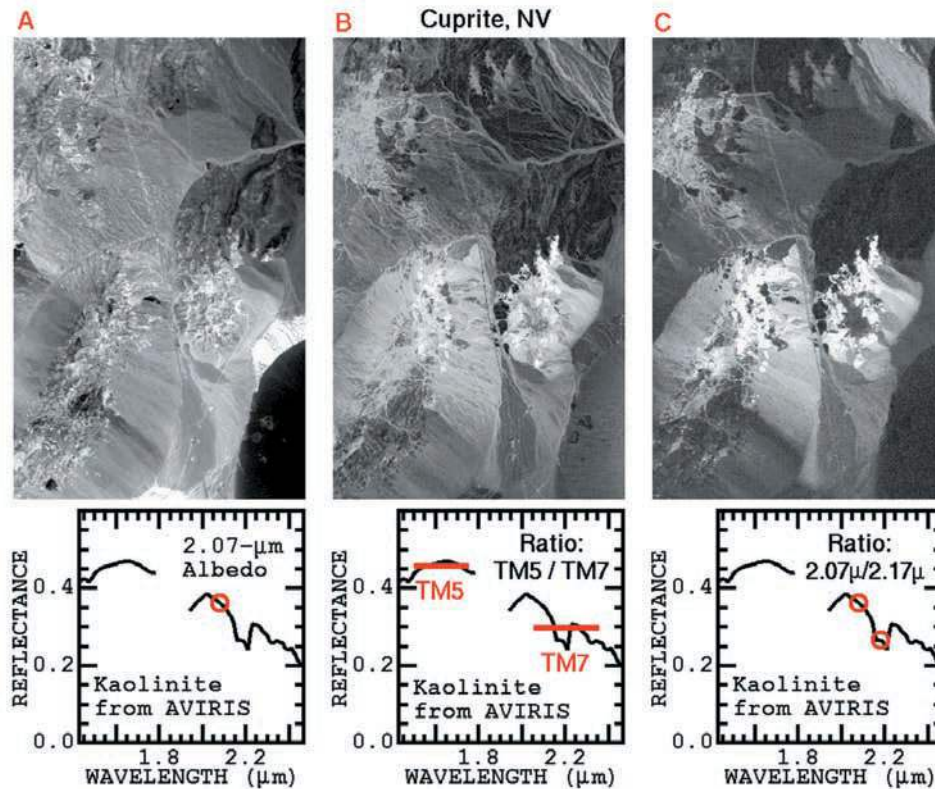 A
B
Cuprite, NV
C
REFLECTANCE
0.4
0.2
0.0
2.07-µm
Albedo
Kaolinite
from AVIRIS
1.8
2.2
WAVELENGTH (µm)
REFLECTANCE
Ratio:
TM5 / TM7
TM5
TM7
0.4
0.2
0.0
Kaolinite
from AVIRIS
1.8
2.2
WAVELENGTH (µm)
REFLECTANCE
Ratio:
2.07µ/2.17µ
0.4
0.2
0.0
Kaolinite
from AVIRIS
1.8
2.2
WAVELENGTH (µm)